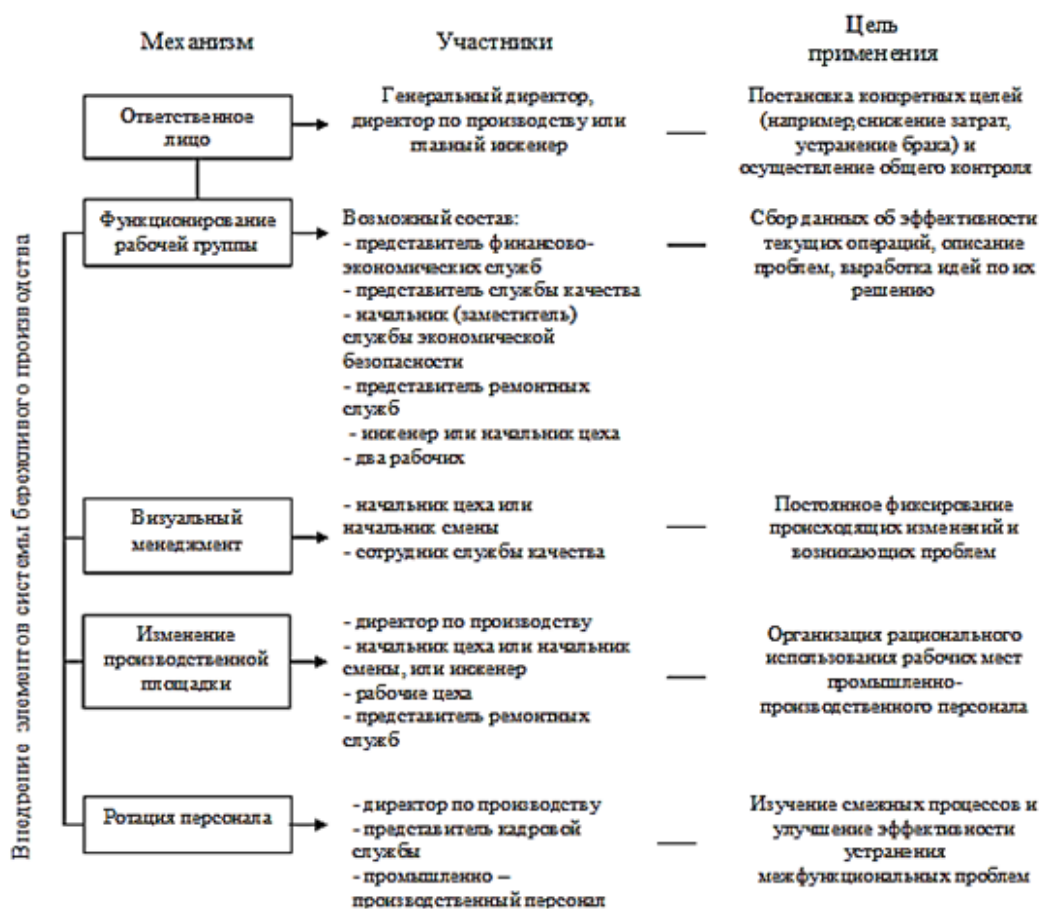 Механизм
Участники
Цель
применения
Ответственное
лицо
Генеральный директор,
директор по производству или
главный инженер
Постановка конкретных целей
(например,снижение затрат,
устранение брака) и
осуществление общего контроля
Функционирование
рабочей группы
Возможный состав:
- представитель финансово-
экономических служб
- представитель службы качества
- начальник (заместитель)
службы экономической
безопасности
- представитель ремонтных
служб
- инженер или начальник цеха
- два рабочих
Сбор данных об эффективности
текущих операций, описание
проблем, выработка идей по их
решению
Визуальный
менеджмент
- начальник цеха или
начальник смены
- сотрудник службы качества
Постоянное фиксирование
происходящих изменений и
возникающих проблем
Изменение
производственной
площадки
- директор по производству
- начальник цеха или начальник
смены, или инженер
- рабочие цеха
- представитель ремонтных
служб
Организация рационального
использования рабочих мест
промышленно-
производственного персонала
Ротация персонала
- директор по производству
- представитель кадровой
службы
- промышленно –
производственный персонал
Изучение смежных процессов и
улучшение эффективности
устранения
межфункциональных проблем
Внедрение элементов системы бережливого производства